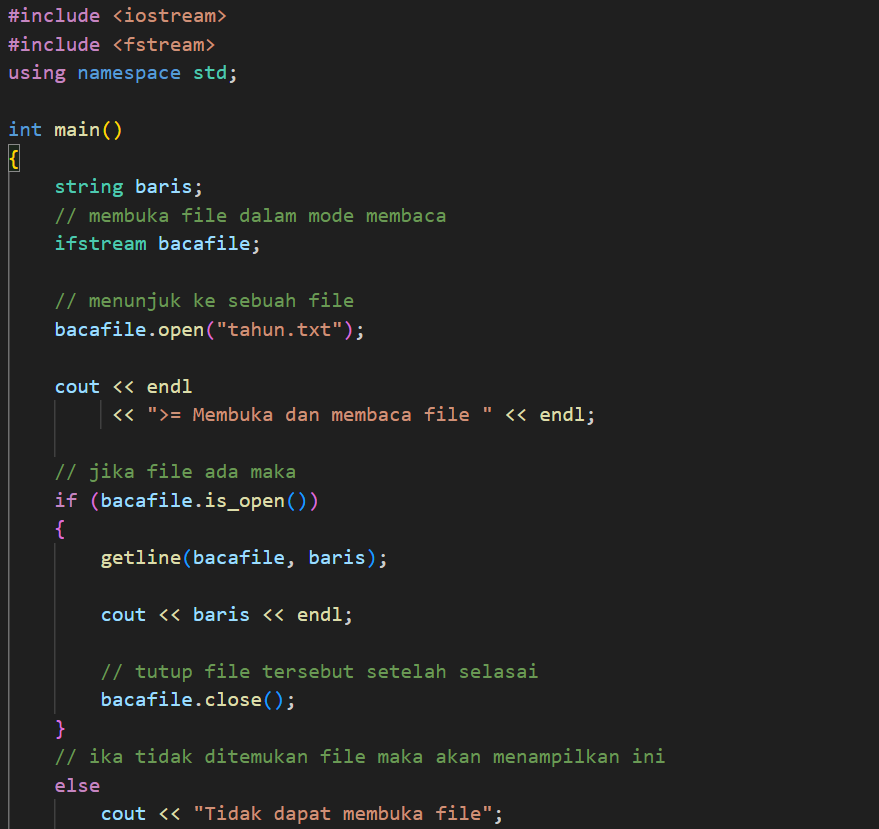 #include <iostream>
#include <fstream>
using namespace std;
int main()
{
string baris;
// membuka file dalam mode membaca
ifstream bacafile;
// menunjuk ke sebuah file
bacafile.open("tahun.txt");
cout << endl
<< ">= Membuka dan membaca file " << endl;
// jika file ada maka
if (bacafile.is_open())
{
getline(bacafile, baris);
cout << baris << endl;
// tutup file tersebut setelah selasai
bacafile.close();
}
// ika tidak ditemukan file maka akan menampilkan ini
else
cout << "Tidak dapat membuka file";